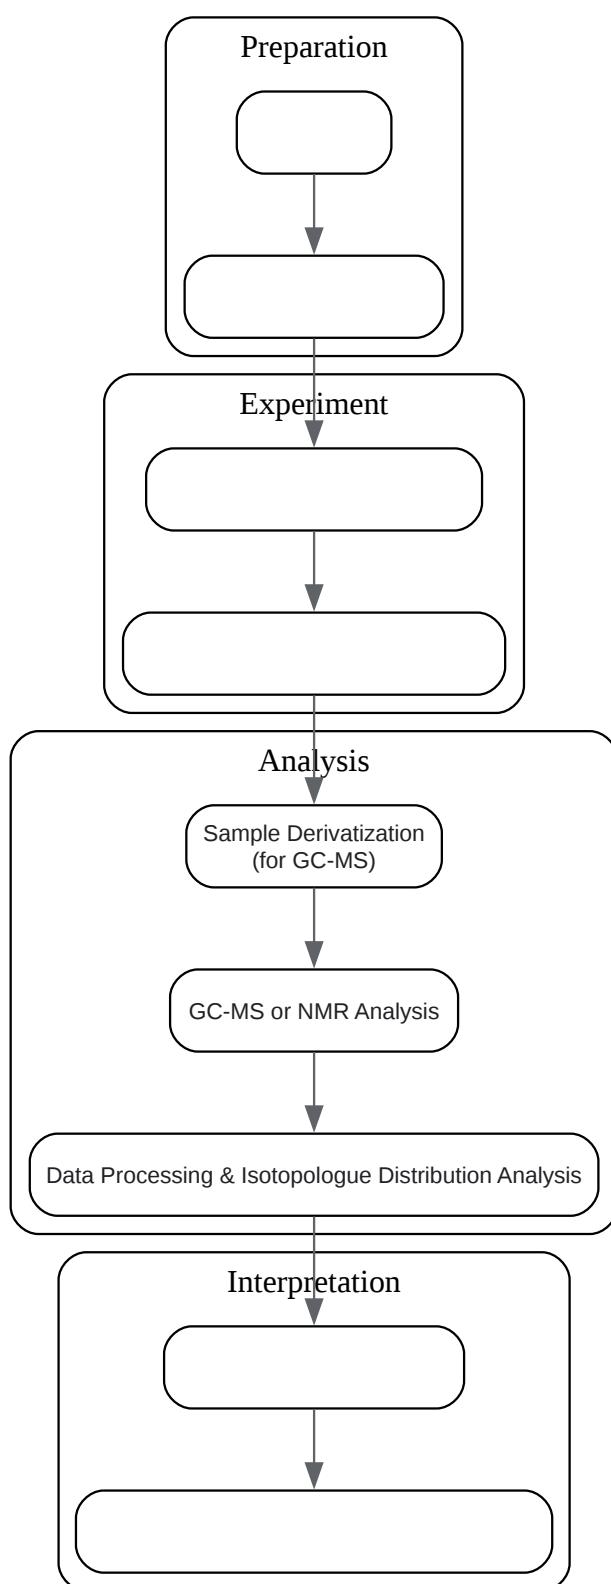 Preparation
Experiment
Analysis
Sample Derivatization
(for GC-MS)
GC-MS or NMR Analysis
Data Processing & Isotopologue Distribution Analysis
Interpretation